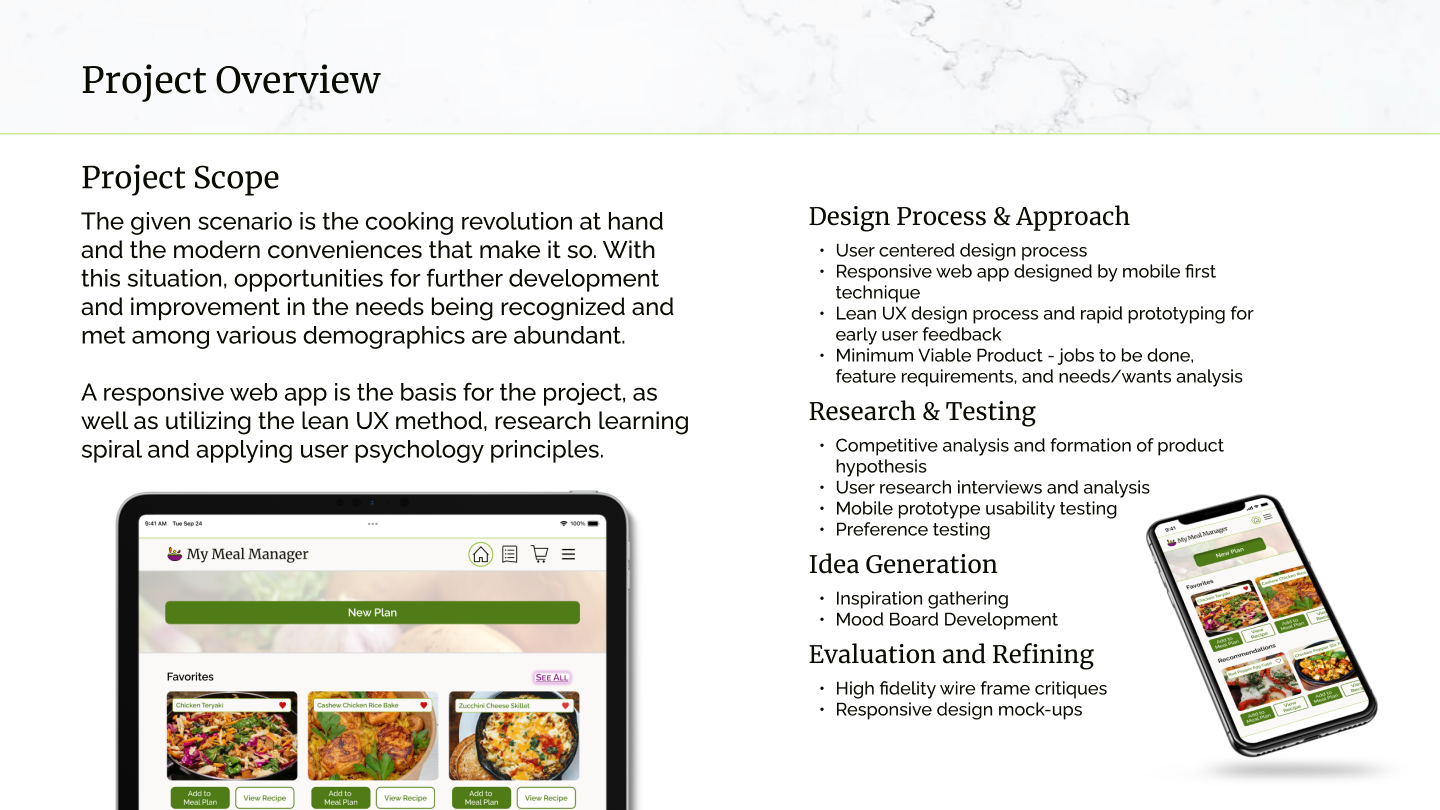 Project Overview
Project Scope
The given scenario is the cooking revolution at hand
and the modern conveniences that make it so. With
this situation, opportunities for further development
and improvement in the needs being recognized and
met among various demographics are abundant.
A responsive web app is the basis for the project, as
well as utilizing the lean UX method, research learning
spiral and applying user psychology principles.
9:41 AM Tue Sep 24
100%
My Meal Manager
New Plan
Favorites
SEE ALL
Chicken Teryaki
Cashew Chicken Rice Bake
Zucchini Cheese Skillet
Add to
Meal Plan
View Recipe
Add to
Meal Plan
View Recipe
Add to
Meal Plan
View Recipe
Design Process & Approach
• User centered design process
• Responsive web app designed by mobile first
technique
• Lean UX design process and rapid prototyping for
early user feedback
• Minimum Viable Product - jobs to be done,
feature requirements, and needs/wants analysis
Research & Testing
• Competitive analysis and formation of product
hypothesis
• User research interviews and analysis
• Mobile prototype usability testing
• Preference testing
Idea Generation
• Inspiration gathering
• Mood Board Development
Evaluation and Refining
• High fidelity wire frame critiques
• Responsive design mock-ups
9:41
My Meal Manager
New Plan
Favorites
Chicken Teryaki
Cashew Chicken Rice
Add to
Meal Plan
View
Recipe
Add to
Meal Plan
Recommendations
Red Pepper Egg Cups
Chicken Pepper
Add to
Meal Plan
View
Recipe
Add to
Meal Plan